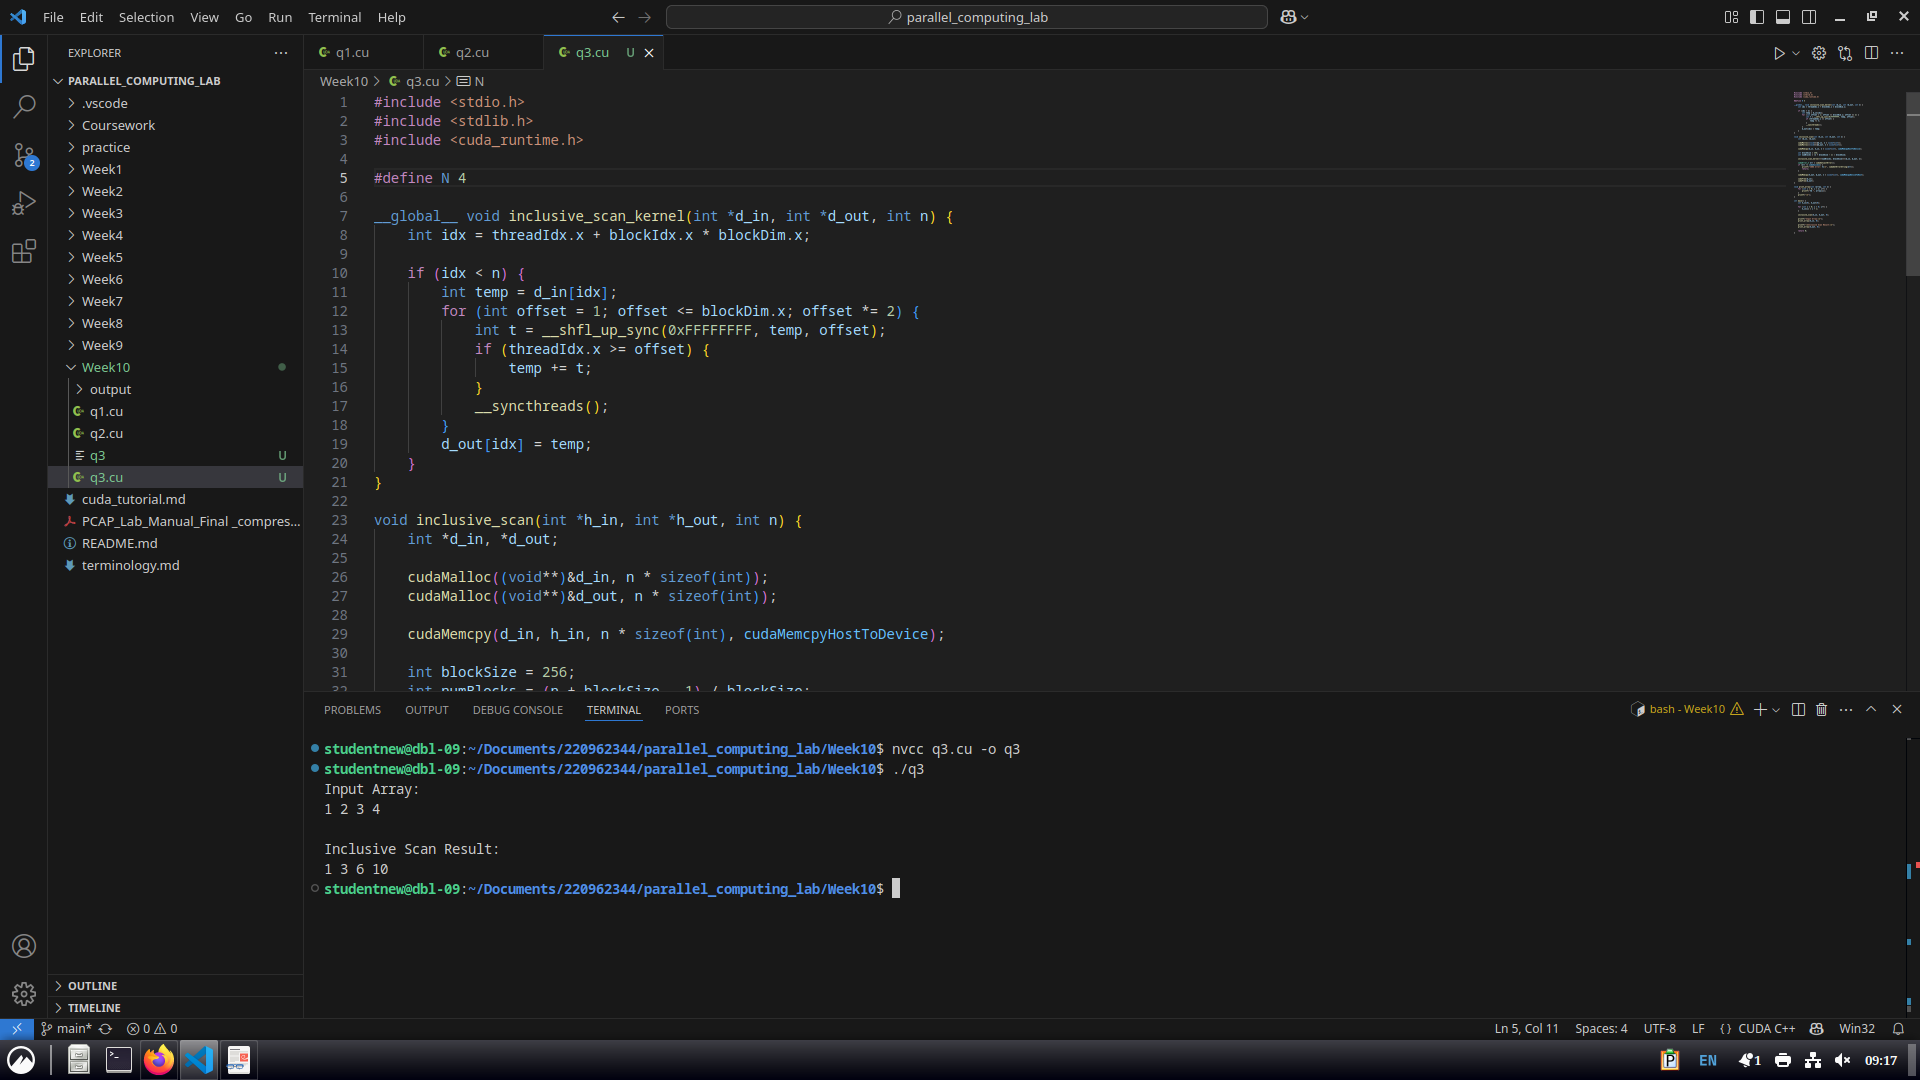 File Edit Selection View Go Run Terminal Help
parallel_computing_lab
EXPLORER
PARALLEL_COMPUTING_LAB
.vscode
Coursework
practice
Week1
Week2
Week3
Week4
Week5
Week6
Week7
Week8
Week9
Week10
output
q1.cu
q2.cu
q3 U
q3.cu U
cuda_tutorial.md
PCAP_Lab_Manual_Final _compres...
README.md
terminology.md
OUTLINE
TIMELINE
2
q1.cu q2.cu q3.cu U
Week10 > q3.cu > N
1 #include <stdio.h>
2 #include <stdlib.h>
3 #include <cuda_runtime.h>
4
5 #define N 4
6
7 __global__ void inclusive_scan_kernel(int *d_in, int *d_out, int n) {
8 int idx = threadIdx.x + blockIdx.x * blockDim.x;
9
10 if (idx < n) {
11 int temp = d_in[idx];
12 for (int offset = 1; offset <= blockDim.x; offset *= 2) {
13 int t = __shfl_up_sync(0xFFFFFFFF, temp, offset);
14 if (threadIdx.x >= offset) {
15 temp += t;
16 }
17 __syncthreads();
18 }
19 d_out[idx] = temp;
20 }
21 }
22
23 void inclusive_scan(int *h_in, int *h_out, int n) {
24 int *d_in, *d_out;
25
26 cudaMalloc((void**)&d_in, n * sizeof(int));
27 cudaMalloc((void**)&d_out, n * sizeof(int));
28
29 cudaMemcpy(d_in, h_in, n * sizeof(int), cudaMemcpyHostToDevice);
30
31 int blockSize = 256;
32 int numBlocks = (n + blockSize - 1) / blockSize;
PROBLEMS OUTPUT DEBUG CONSOLE TERMINAL PORTS
bash - Week10
studentnew@dbl-09:~/Documents/220962344/parallel_computing_lab/Week10$ nvcc q3.cu -o q3
studentnew@dbl-09:~/Documents/220962344/parallel_computing_lab/Week10$ ./q3
Input Array:
1 2 3 4
Inclusive Scan Result:
1 3 6 10
studentnew@dbl-09:~/Documents/220962344/parallel_computing_lab/Week10$
main* 0 0
Ln 5, Col 11 Spaces: 4 UTF-8 LF {} CUDA C++ Win32
EN 1 09:17